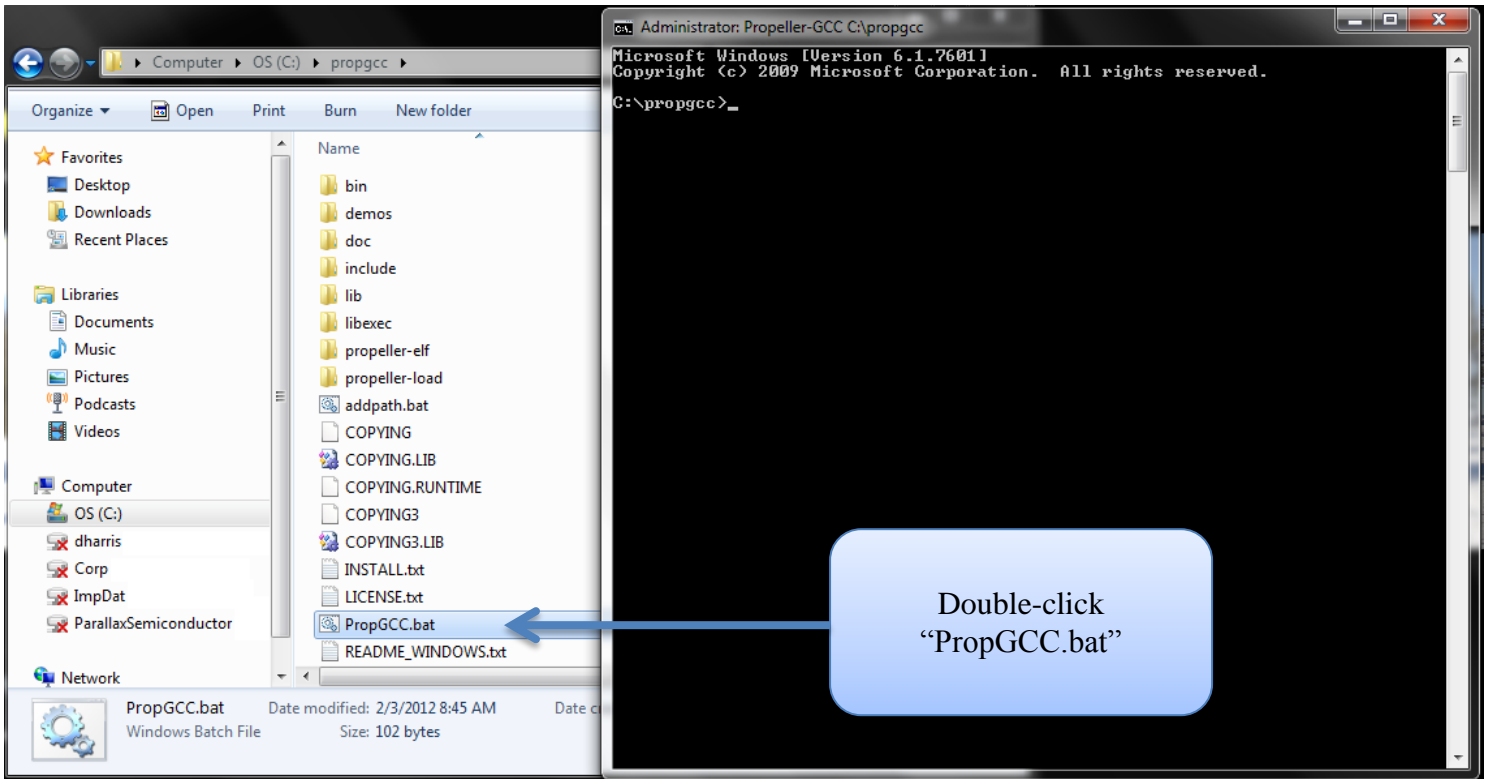 Computer OS (C:) propgcc
Organize Open Print Burn New folder
Favorites
Desktop
Downloads
Recent Places
Libraries
Documents
Music
Pictures
Podcasts
Videos
Computer
OS (C:)
dharris
Corp
ImpDat
ParallaxSemiconductor
Network
Name
bin
demos
doc
include
lib
libexec
propeller-elf
propeller-load
addpath.bat
COPYING
COPYING.LIB
COPYING.RUNTIME
COPYING3
COPYING3.LIB
INSTALL.txt
LICENSE.txt
PropGCC.bat
README_WINDOWS.txt
PropGCC.bat Date modified: 2/3/2012 8:45 AM Date c
Windows Batch File Size: 102 bytes
C:\. Administrator: Propeller-GCC C:\propgcc
Microsoft Windows [Version 6.1.7601]
Copyright (c) 2009 Microsoft Corporation. All rights reserved.
C:\propgcc>_
Double-click
“PropGCC.bat”